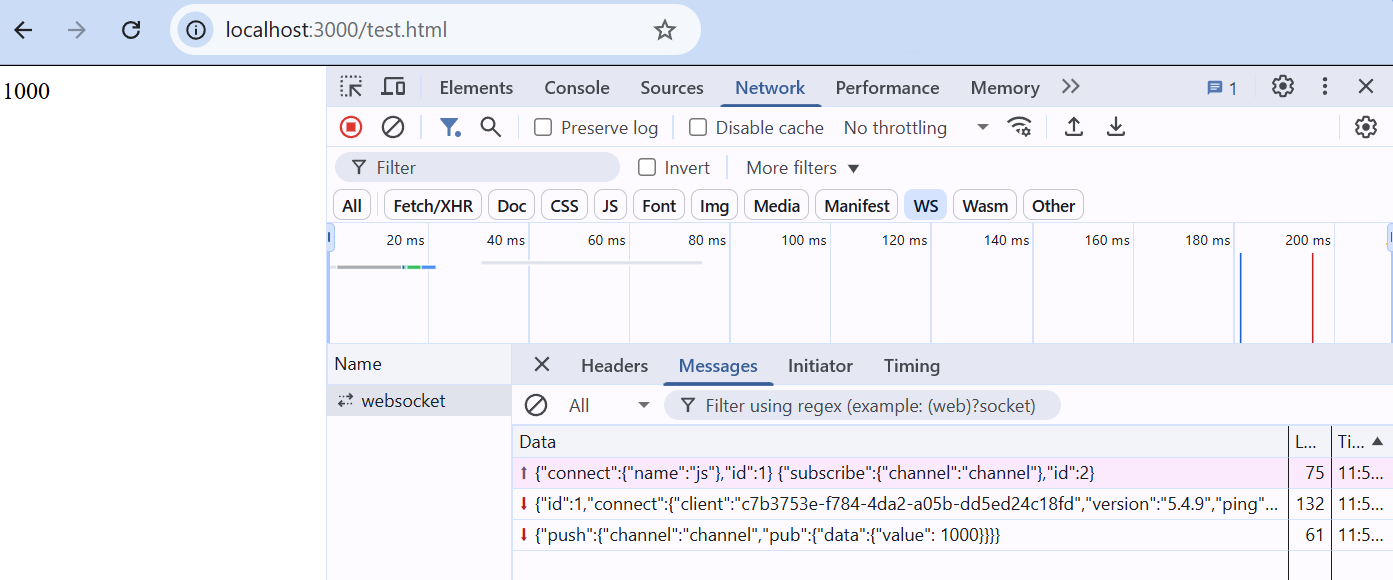 localhost:3000/test.html
1000
Elements Console Sources Network Performance Memory 1
Preserve log Disable cache No throttling
Filter Invert More filters
All Fetch/XHR Doc CSS JS Font Img Media Manifest WS Wasm Other
20 ms 40 ms 60 ms 80 ms 100 ms 120 ms 140 ms 160 ms 180 ms 200 ms
Name Headers Messages Initiator Timing
websocket All Filter using regex (example: (web)?socket)
Data L... Ti...
{"connect":{"name":"js"},"id":1} {"subscribe":{"channel":"channel"},"id":2} 75 11:5...
{"id":1,"connect":{"client":"c7b3753e-f784-4da2-a05b-dd5ed24c18fd","version":"5.4.9","ping"... 132 11:5...
{"push":{"channel":"channel","pub":{"data":{"value": 1000}}}} 61 11:5...